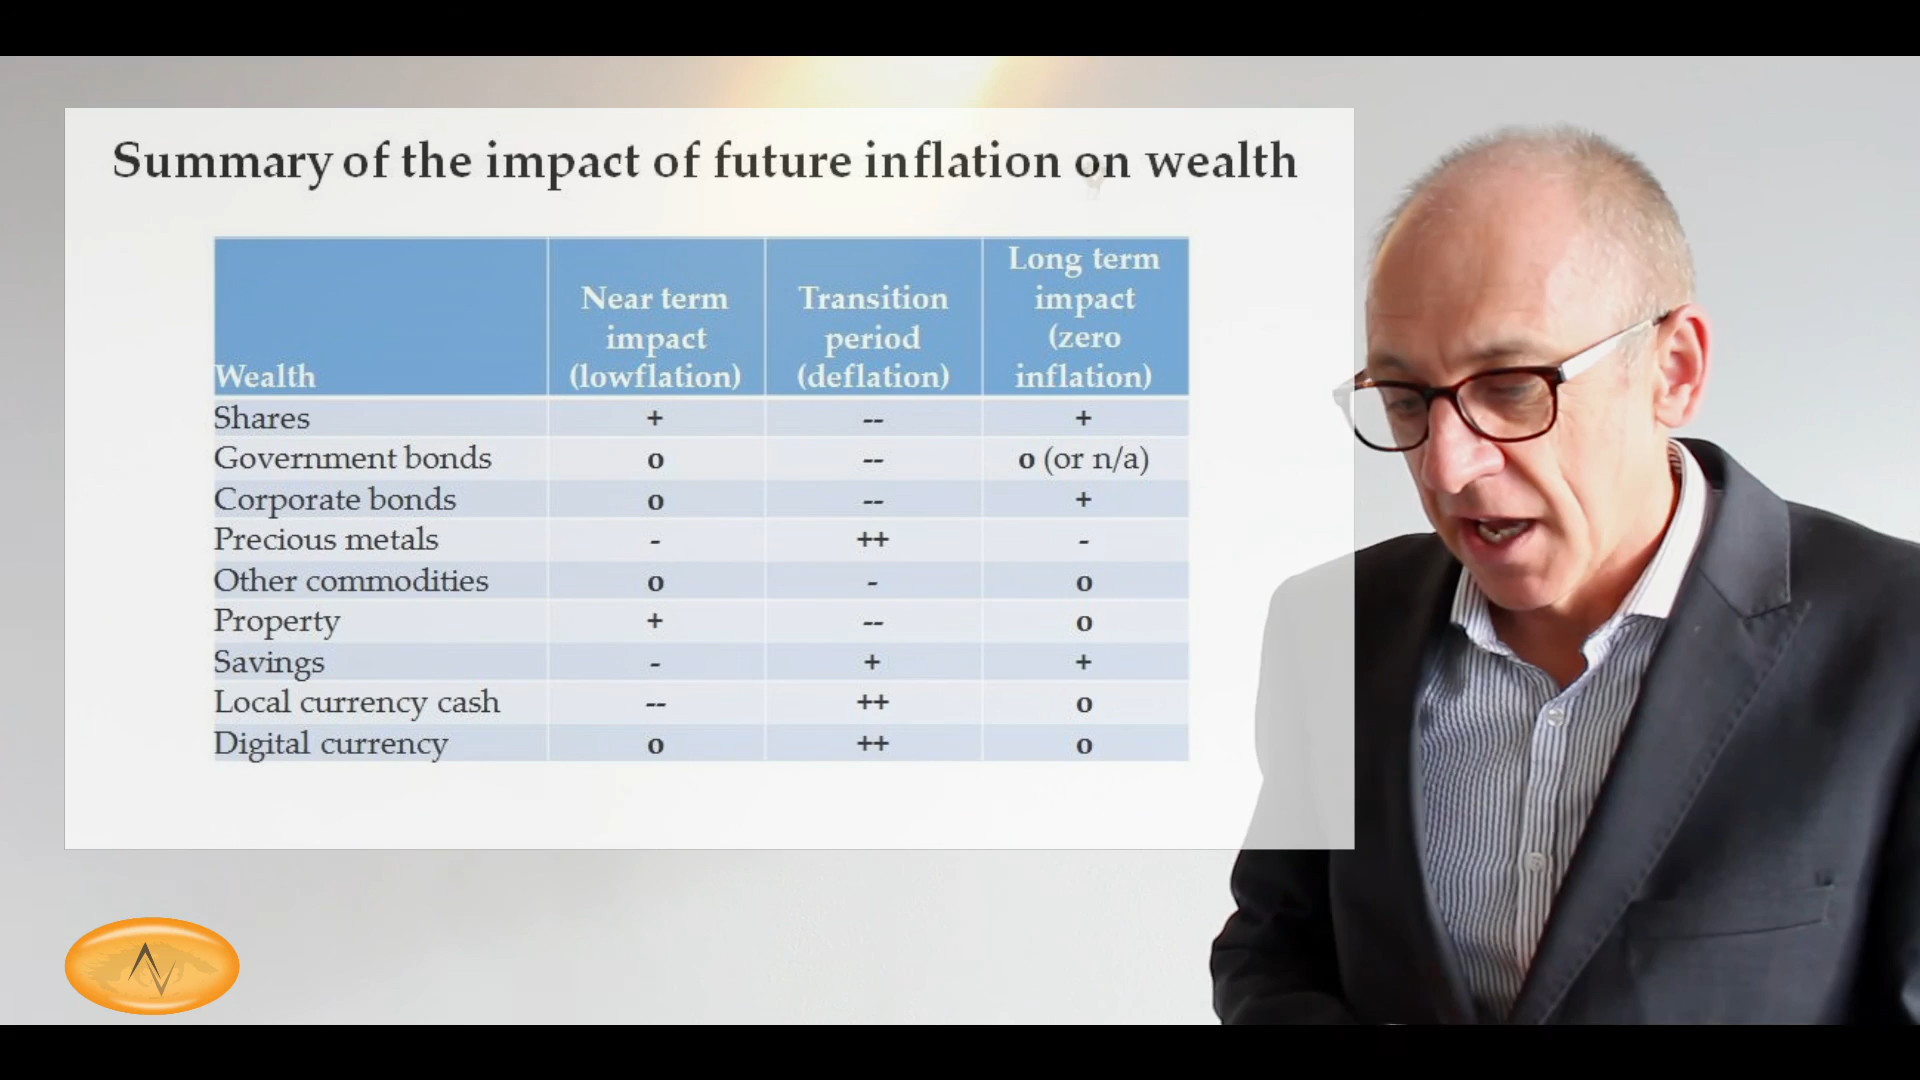 Summary of the impact of future inflation on wealth
Wealth
Near term
impact
(lowflation)
Transition
period
(deflation)
Long term
impact
(zero
inflation)
Shares + -- +
Government bonds o -- o (or n/a)
Corporate bonds o -- +
Precious metals - ++ -
Other commodities o - o
Property + -- o
Savings - + +
Local currency cash -- ++ o
Digital currency o ++ o